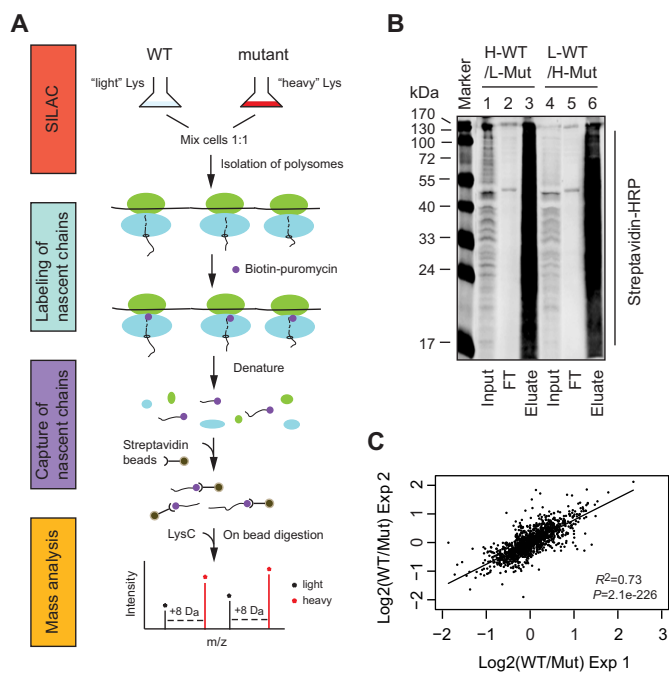 A
SILAC
Labeling of
nascent chains
Capture of
nascent chains
Mass analysis
WT
mutant
“light” Lys
“heavy” Lys
Mix cells 1:1
Isolation of polysomes
Biotin-puromycin
Denature
Streptavidin
beads
LysC
On bead digestion
Intensity
+8 Da
+8 Da
light
heavy
m/z
B
H-WT
/L-Mut
L-WT
/H-Mut
Marker
1 2 3 4 5 6
kDa
170
130
100
72
55
40
33
24
17
Streptavidin-HRP
Input
FT
Eluate
Input
FT
Eluate
C
Log2(WT/Mut) Exp 2
2
1
0
-1
-2
R²=0.73
P=2.1e-226
−2 -1 0 1 2 3
Log2(WT/Mut) Exp 1